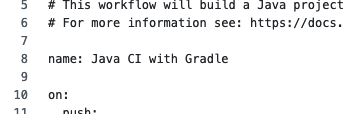 5 # This workflow will build a Java project
6 # For more information see: https://docs.
7
8 name: Java CI with Gradle
9
10 on:
11 push: